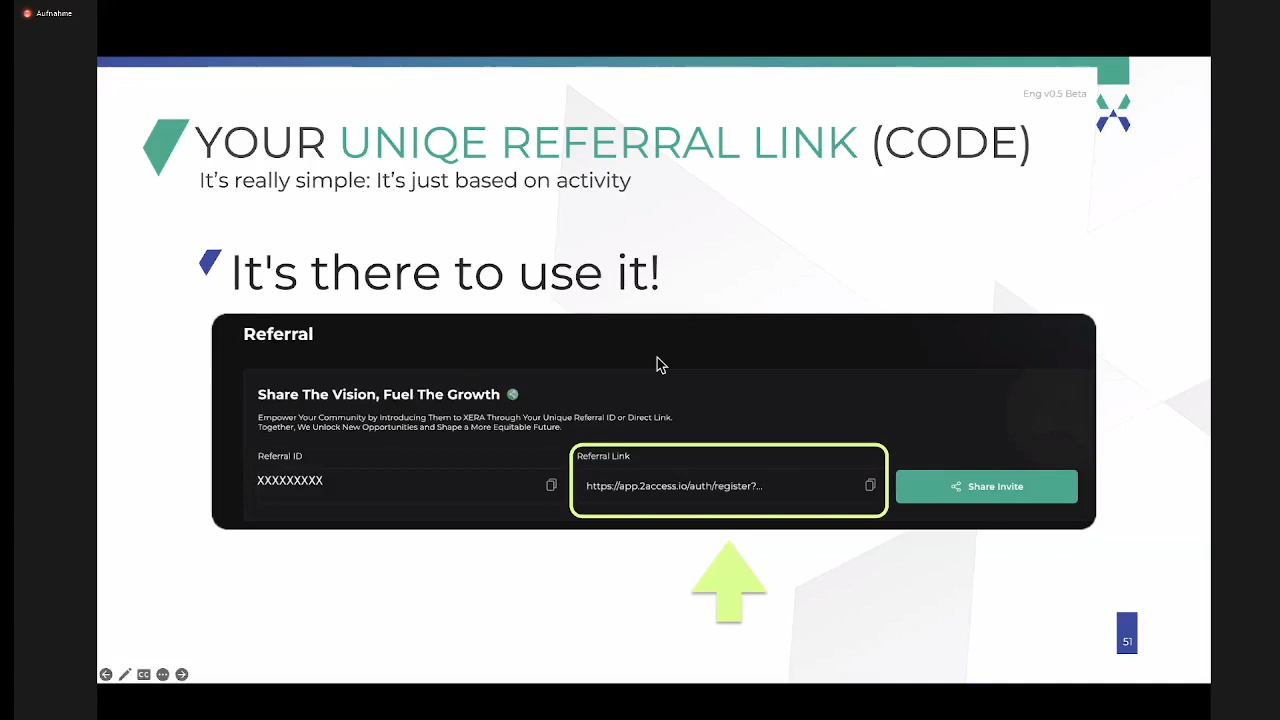 Aufnahme
Eng v0.5 Beta
YOUR UNIQE REFERRAL LINK (CODE)
It's really simple: It's just based on activity
It's there to use it!
Referral
Share The Vision, Fuel The Growth
Empower Your Community by Introducing Them to XERA Through Your Unique Referral ID or Direct Link.
Together, We Unlock New Opportunities and Shape a More Equitable Future.
Referral ID
XXXXXXXXX
Referral Link
https://app.2access.io/auth/register?...
Share Invite
51
CC